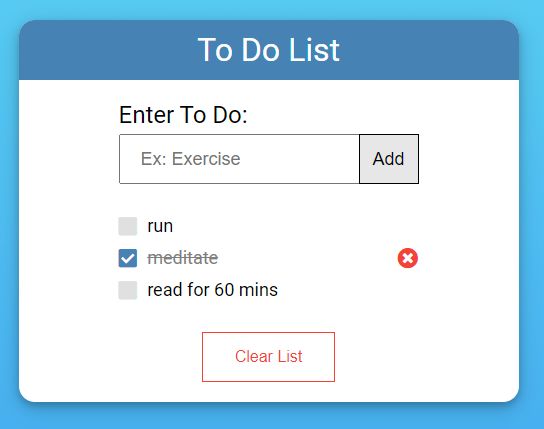 To Do List
Enter To Do:
Ex: Exercise
Add
run
meditate
read for 60 mins
Clear List